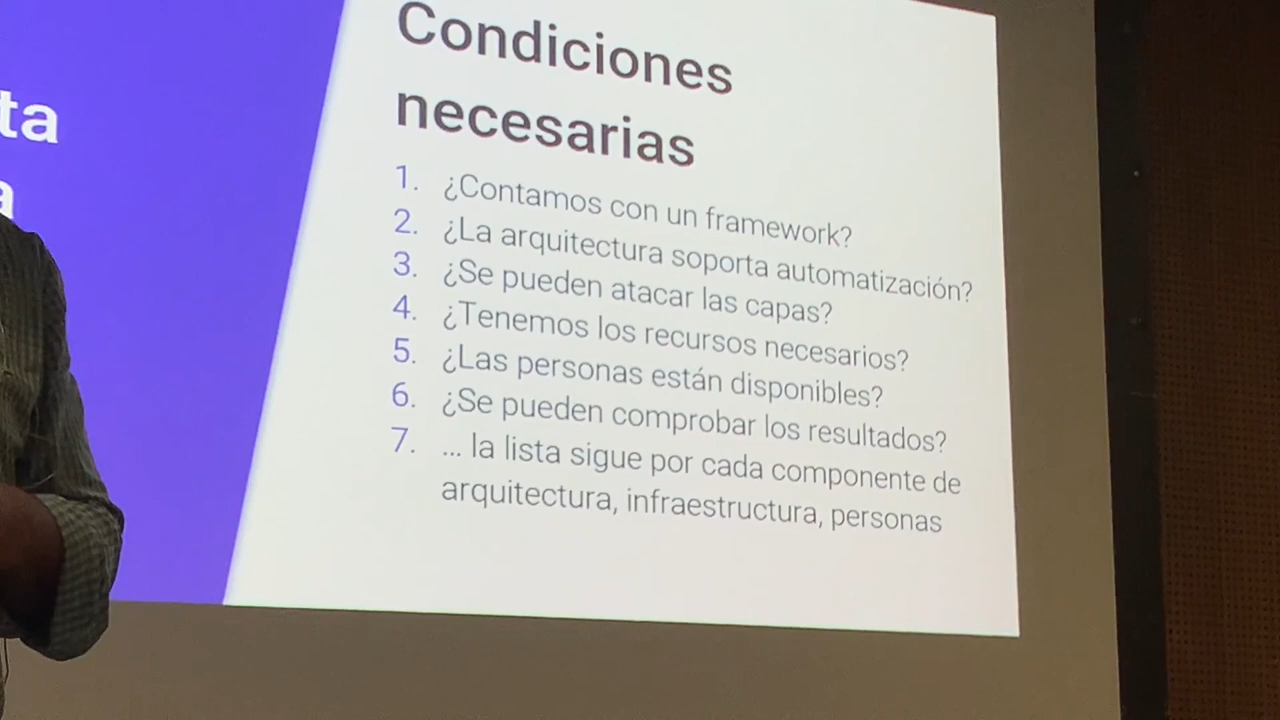 ta
a
Condiciones
necesarias
1. ¿Contamos con un framework?
2. ¿La arquitectura soporta automatización?
3. ¿Se pueden atacar las capas?
4. ¿Tenemos los recursos necesarios?
5. ¿Las personas están disponibles?
6. ¿Se pueden comprobar los resultados?
7. ... la lista sigue por cada componente de
arquitectura, infraestructura, personas